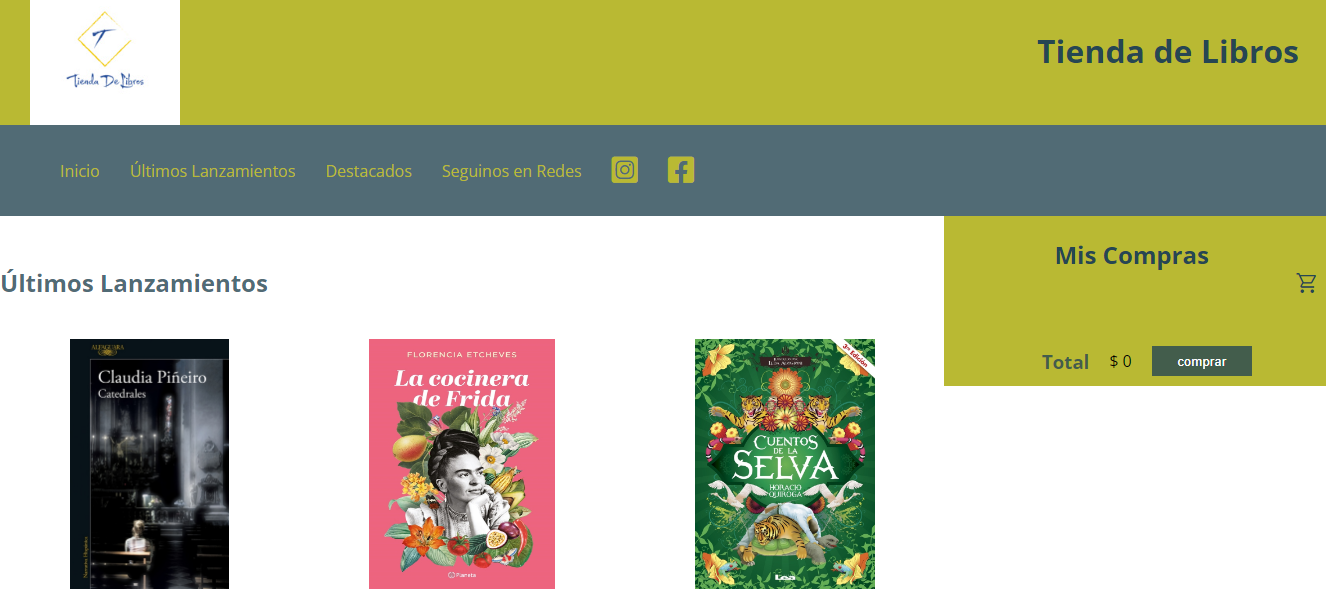 T
Tienda De Libros
Tienda de Libros
Inicio
Últimos Lanzamientos
Destacados
Seguinos en Redes
Mis Compras
Total
$ 0
comprar
Últimos Lanzamientos
ALFAGUARA
Claudia Piñeiro
Catedrales
FLORENCIA ETCHEVES
La cocinera
de Frida
Planeta
3ra Edición
CUENTOS
DE LA
SELVA
HORACIO
QUIROGA
Lea